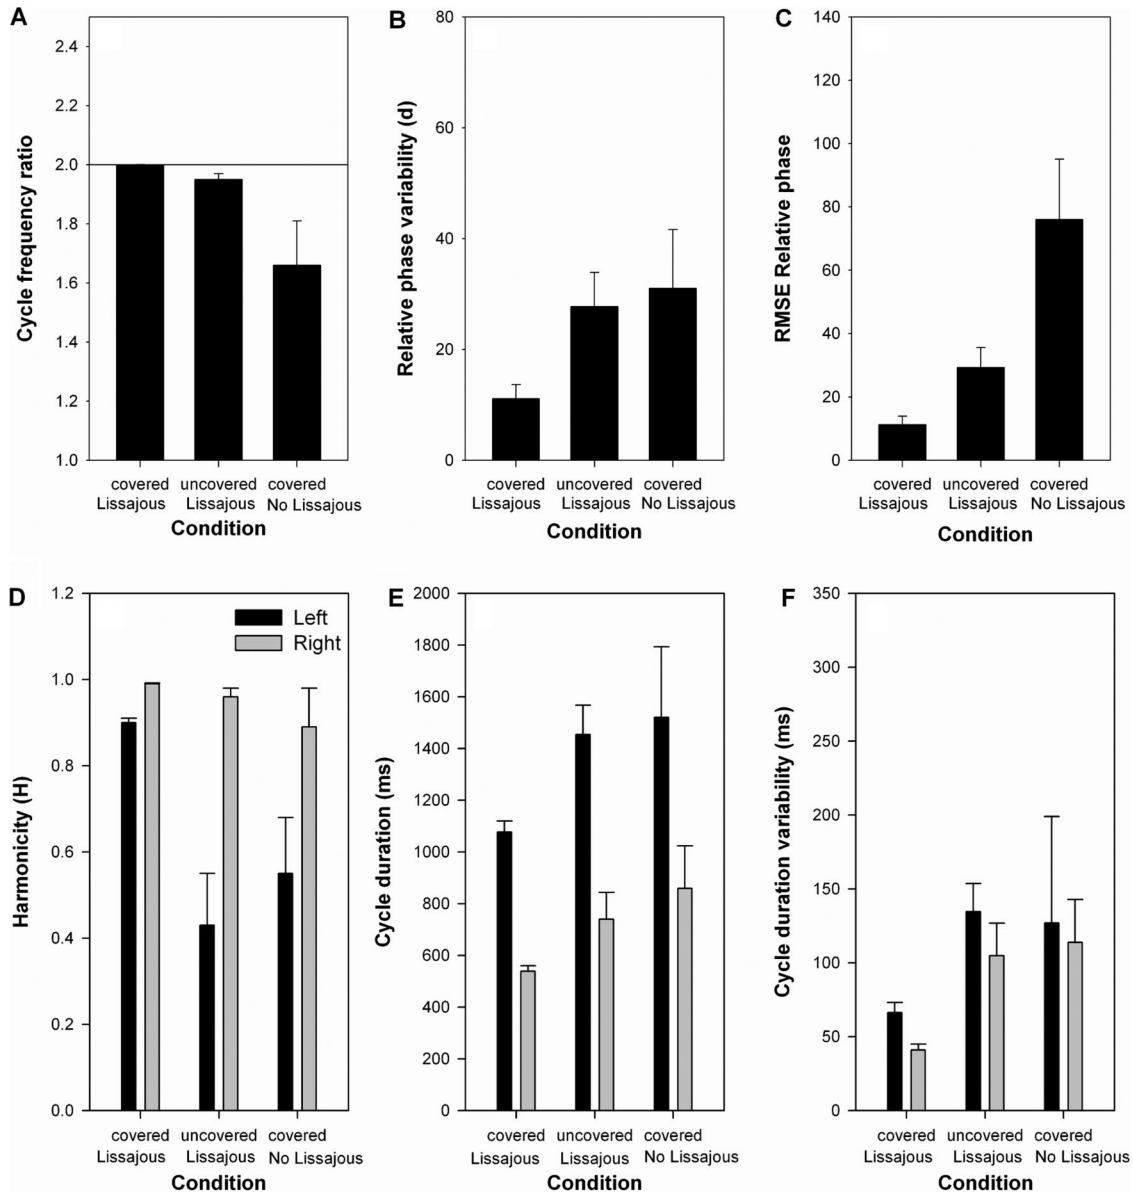 A
2.4
2.2
2.0
1.8
1.6
1.4
1.2
1.0
Cycle frequency ratio
covered uncovered covered
Lissajous Lissajous No Lissajous
Condition
B
80
60
40
20
0
Relative phase variability (d)
covered uncovered covered
Lissajous Lissajous No Lissajous
Condition
C
140
120
100
80
60
40
20
0
RMSE Relative phase
covered uncovered covered
Lissajous Lissajous No Lissajous
Condition
D
1.2
1.0
0.8
0.6
0.4
0.2
0.0
Harmonicity (H)
Left
Right
covered uncovered covered
Lissajous Lissajous No Lissajous
Condition
E
2000
1800
1600
1400
1200
1000
800
600
400
200
0
Cycle duration (ms)
covered uncovered covered
Lissajous Lissajous No Lissajous
Condition
F
350
300
250
200
150
100
50
0
Cycle duration variability (ms)
covered uncovered covered
Lissajous Lissajous No Lissajous
Condition